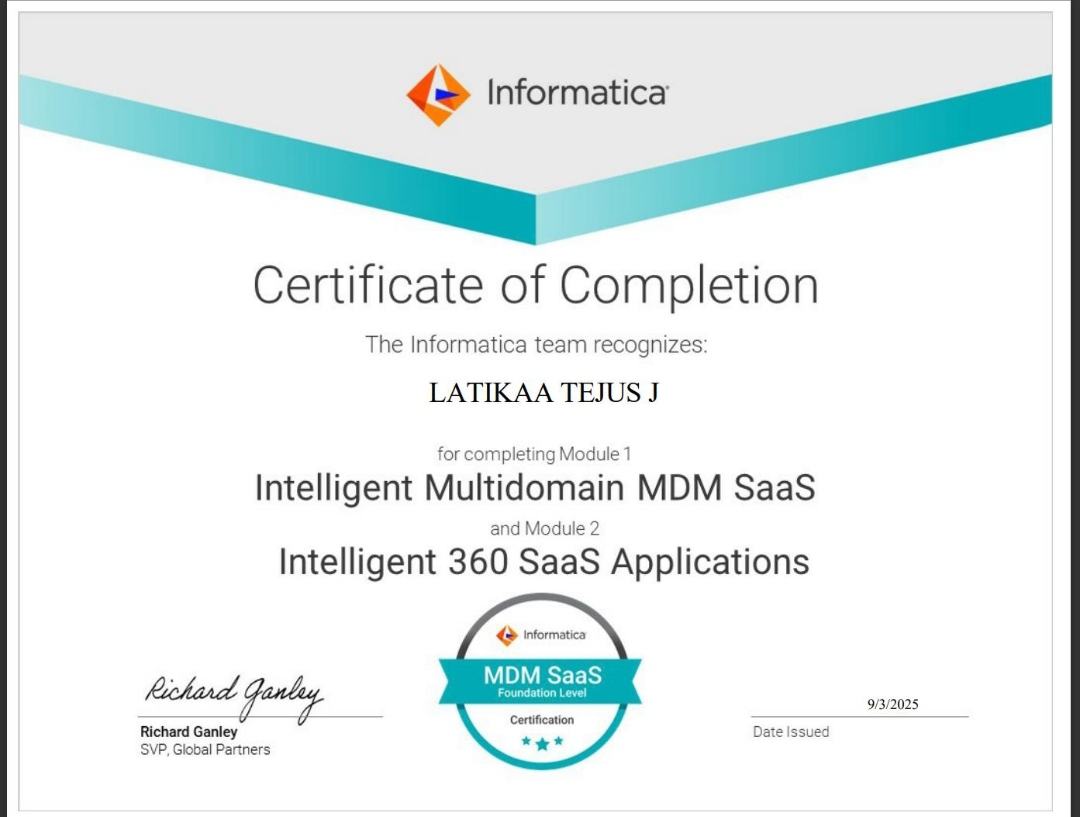 Informatica
Certificate of Completion
The Informatica team recognizes:
LATIKAA TEJUS J
for completing Module 1
Intelligent Multidomain MDM SaaS
and Module 2
Intelligent 360 SaaS Applications
Informatica
MDM SaaS
Foundation Level
Certification
Richard Ganley
Richard Ganley
SVP, Global Partners
9/3/2025
Date Issued